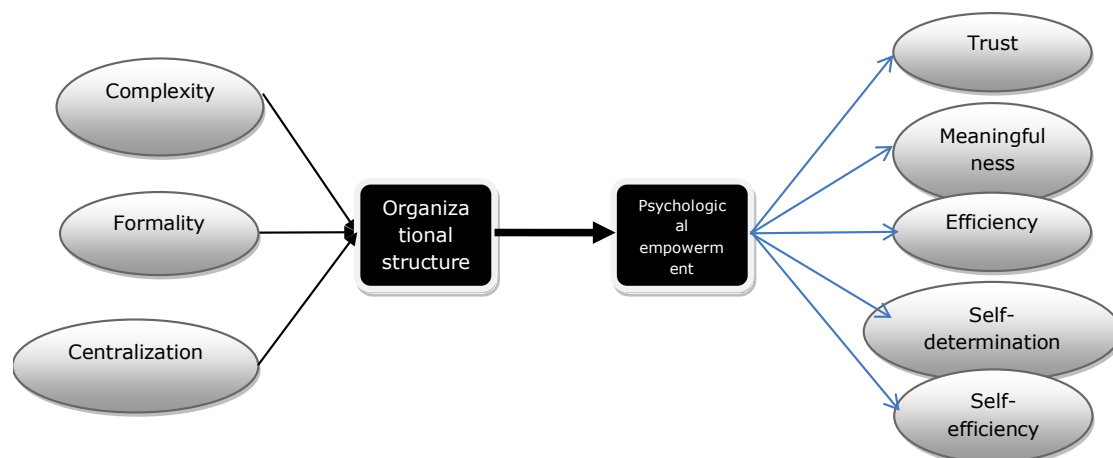 Complexity
Formality
Centralization
Organiza
tional
structure
Psychologic
al
empowerm
ent
Trust
Meaningful
ness
Efficiency
Self-
determination
Self-
efficiency